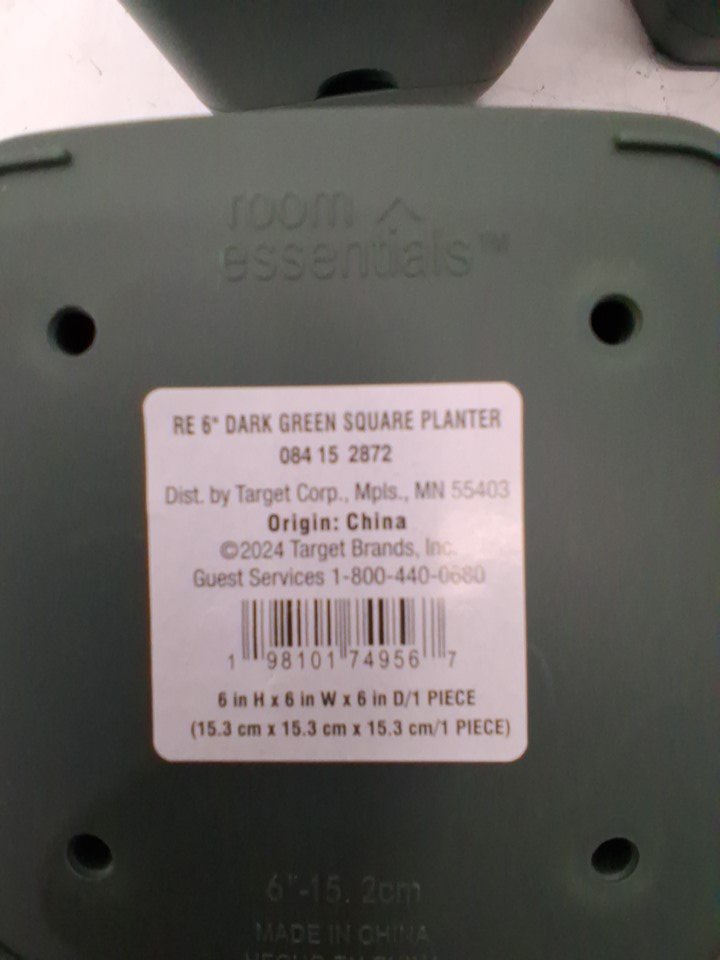 room
essentials™
RE 6" DARK GREEN SQUARE PLANTER
084 15 2872
Dist. by Target Corp., Mpls., MN 55403
Origin: China
©2024 Target Brands, Inc.
Guest Services 1-800-440-0680
1 98101 74956 7
6 in H x 6 in W x 6 in D/1 PIECE
(15.3 cm x 15.3 cm x 15.3 cm/1 PIECE)
6"-15. 2cm
MADE IN CHINA